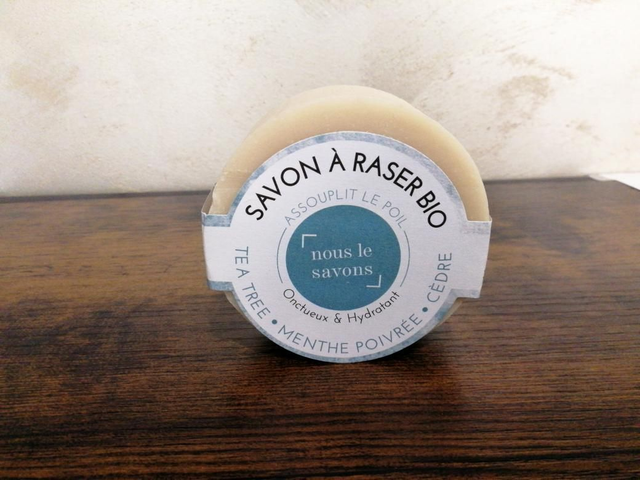 SAVON À RASER BIO
ASSOUPLIT LE POIL
nous le
savons
Onctueux & Hydratant
TEA TREE • MENTHE POIVRÉE • CÈDRE